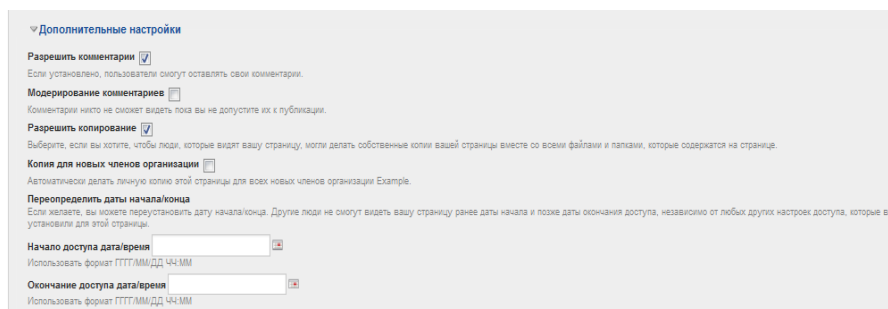 Дополнительные настройки
Разрешить комментарии
Если установлено, пользователи смогут оставлять свои комментарии.
Модерирование комментариев
Комментарии никто не сможет видеть пока вы не допустите их к публикации.
Разрешить копирование
Выберите, если вы хотите, чтобы люди, которые видят вашу страницу, могли делать собственные копии вашей страницы вместе со всеми файлами и папками, которые содержатся на странице.
Копия для новых членов организации
Автоматически делать личную копию этой страницы для всех новых членов организации Example.
Переопределить даты начала/конца
Если желаете, вы можете переустановить дату начала/конца. Другие люди не смогут видеть вашу страницу ранее даты начала и позже даты окончания доступа, независимо от любых других настроек доступа, которые в
установили для этой страницы.
Начало доступа дата/время
Использовать формат ГГГГ/ММ/ДД ЧЧ:ММ
Окончание доступа дата/время
Использовать формат ГГГГ/ММ/ДД ЧЧ:ММ